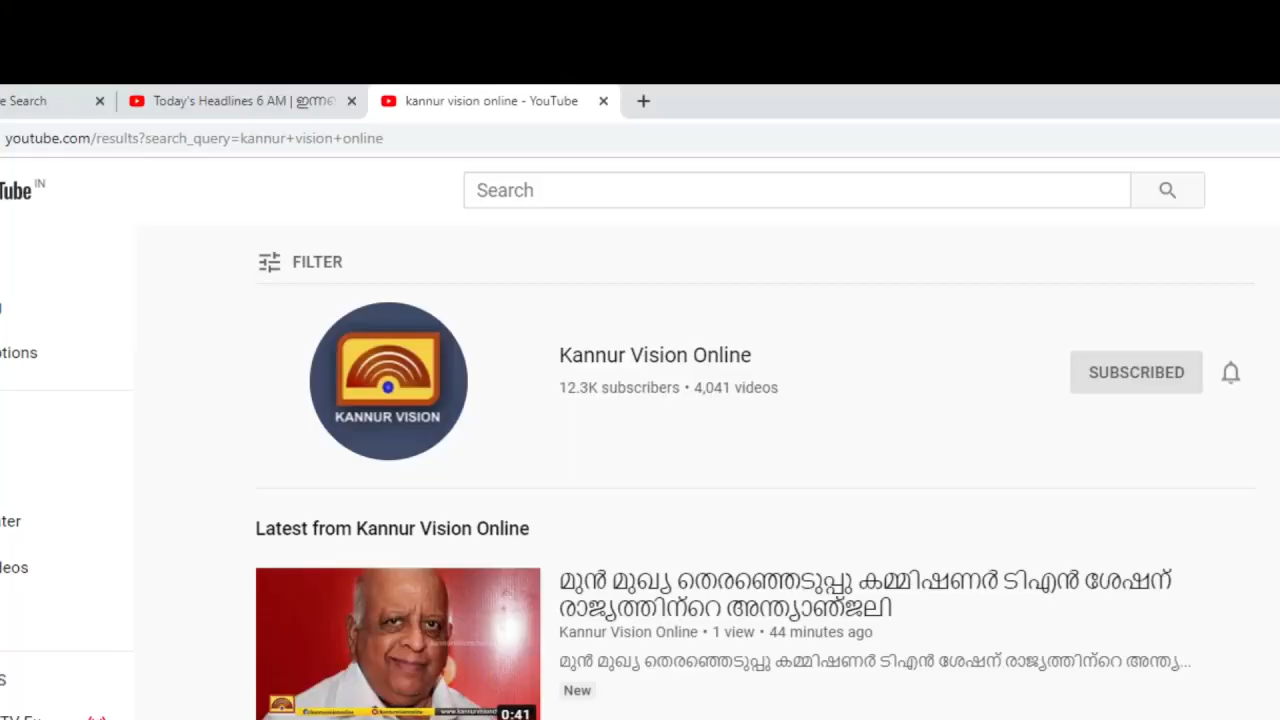 e Search
Today's Headlines 6 AM | ഇന്നത്
kannur vision online - YouTube
youtube.com/results?search_query=kannur+vision+online
Tube IN
Search
FILTER
KANNUR VISION
Kannur Vision Online
12.3K subscribers • 4,041 videos
SUBSCRIBED
ptions
ter
deos
S
Latest from Kannur Vision Online
മുൻ മുഖ്യ തെരഞ്ഞെടുപ്പു കമ്മിഷണർ ടിഎൻ ശേഷന്
രാജ്യത്തിന്റെ അന്ത്യാഞ്ജലി
Kannur Vision Online • 1 view • 44 minutes ago
മുൻ മുഖ്യ തെരഞ്ഞെടുപ്പു കമ്മിഷണർ ടിഎൻ ശേഷന് രാജ്യത്തിന്റെ അന്ത്യ...
New
0:41